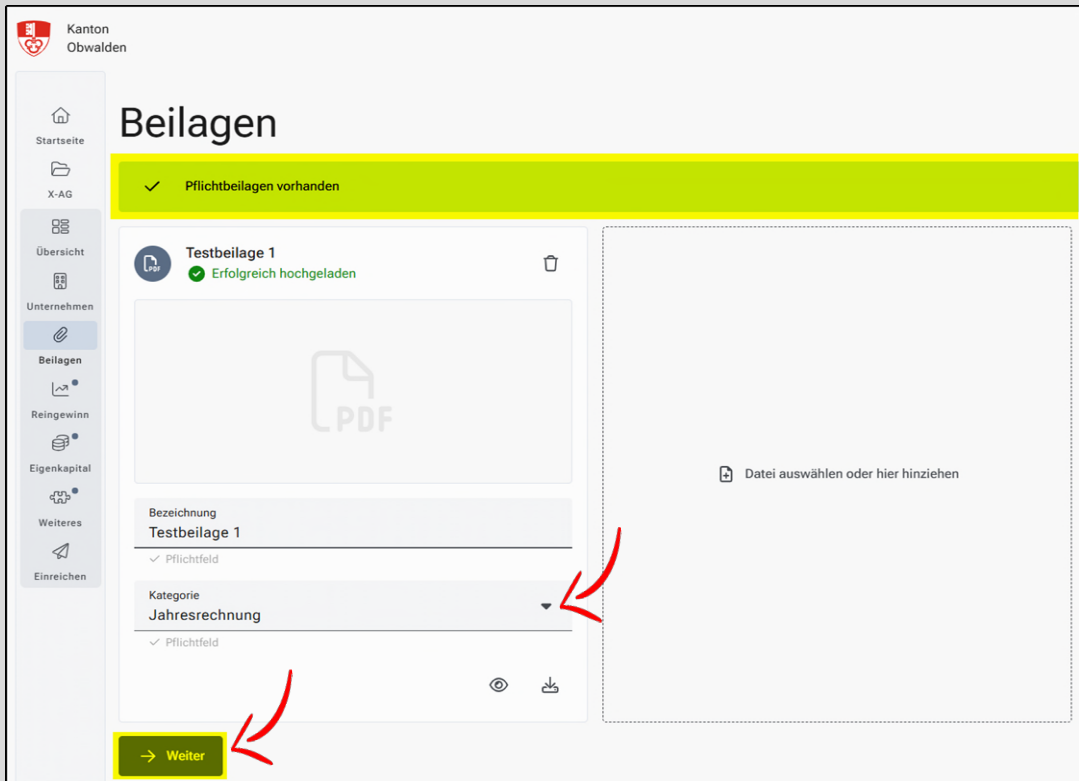 Kanton
Obwalden
Startseite
X-AG
Übersicht
Unternehmen
Beilagen
Reingewinn
Eigenkapital
Weiteres
Einreichen
Beilagen
Pflichtbeilagen vorhanden
PDF
Testbeilage 1
Erfolgreich hochgeladen
PDF
Bezeichnung
Testbeilage 1
Pflichtfeld
Kategorie
Jahresrechnung
Pflichtfeld
Datei auswählen oder hier hinziehen
Weiter